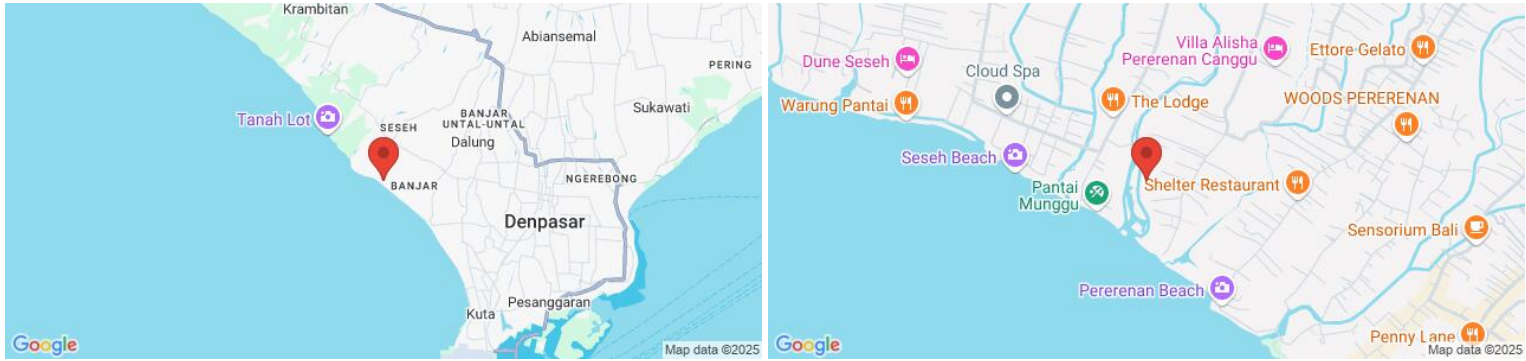 Krambitan
Abiansemal
PERING
Tanah Lot
Sukawati
SESEH
BANJAR
UNTAL-UNTAL
Dalung
BANJAR
NGEREBONG
Denpasar
Pesanggaran
Kuta
Google
Map data ©2025
Villa Alisha
Pererenan Canggu
Ettore Gelato
Dune Seseh
Cloud Spa
Warung Pantai
The Lodge
WOODS PERERENAN
Seseh Beach
Pantai
Munggu
Shelter Restaurant
Sensorium Bali
Pererenan Beach
Penny Lane
Google
Map data ©2025